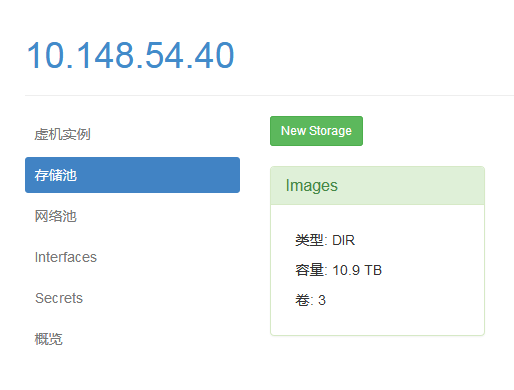 10.148.54.40
虚机实例
存储池
网络池
Interfaces
Secrets
概览
New Storage
Images
类型: DIR
容量: 10.9 TB
卷: 3